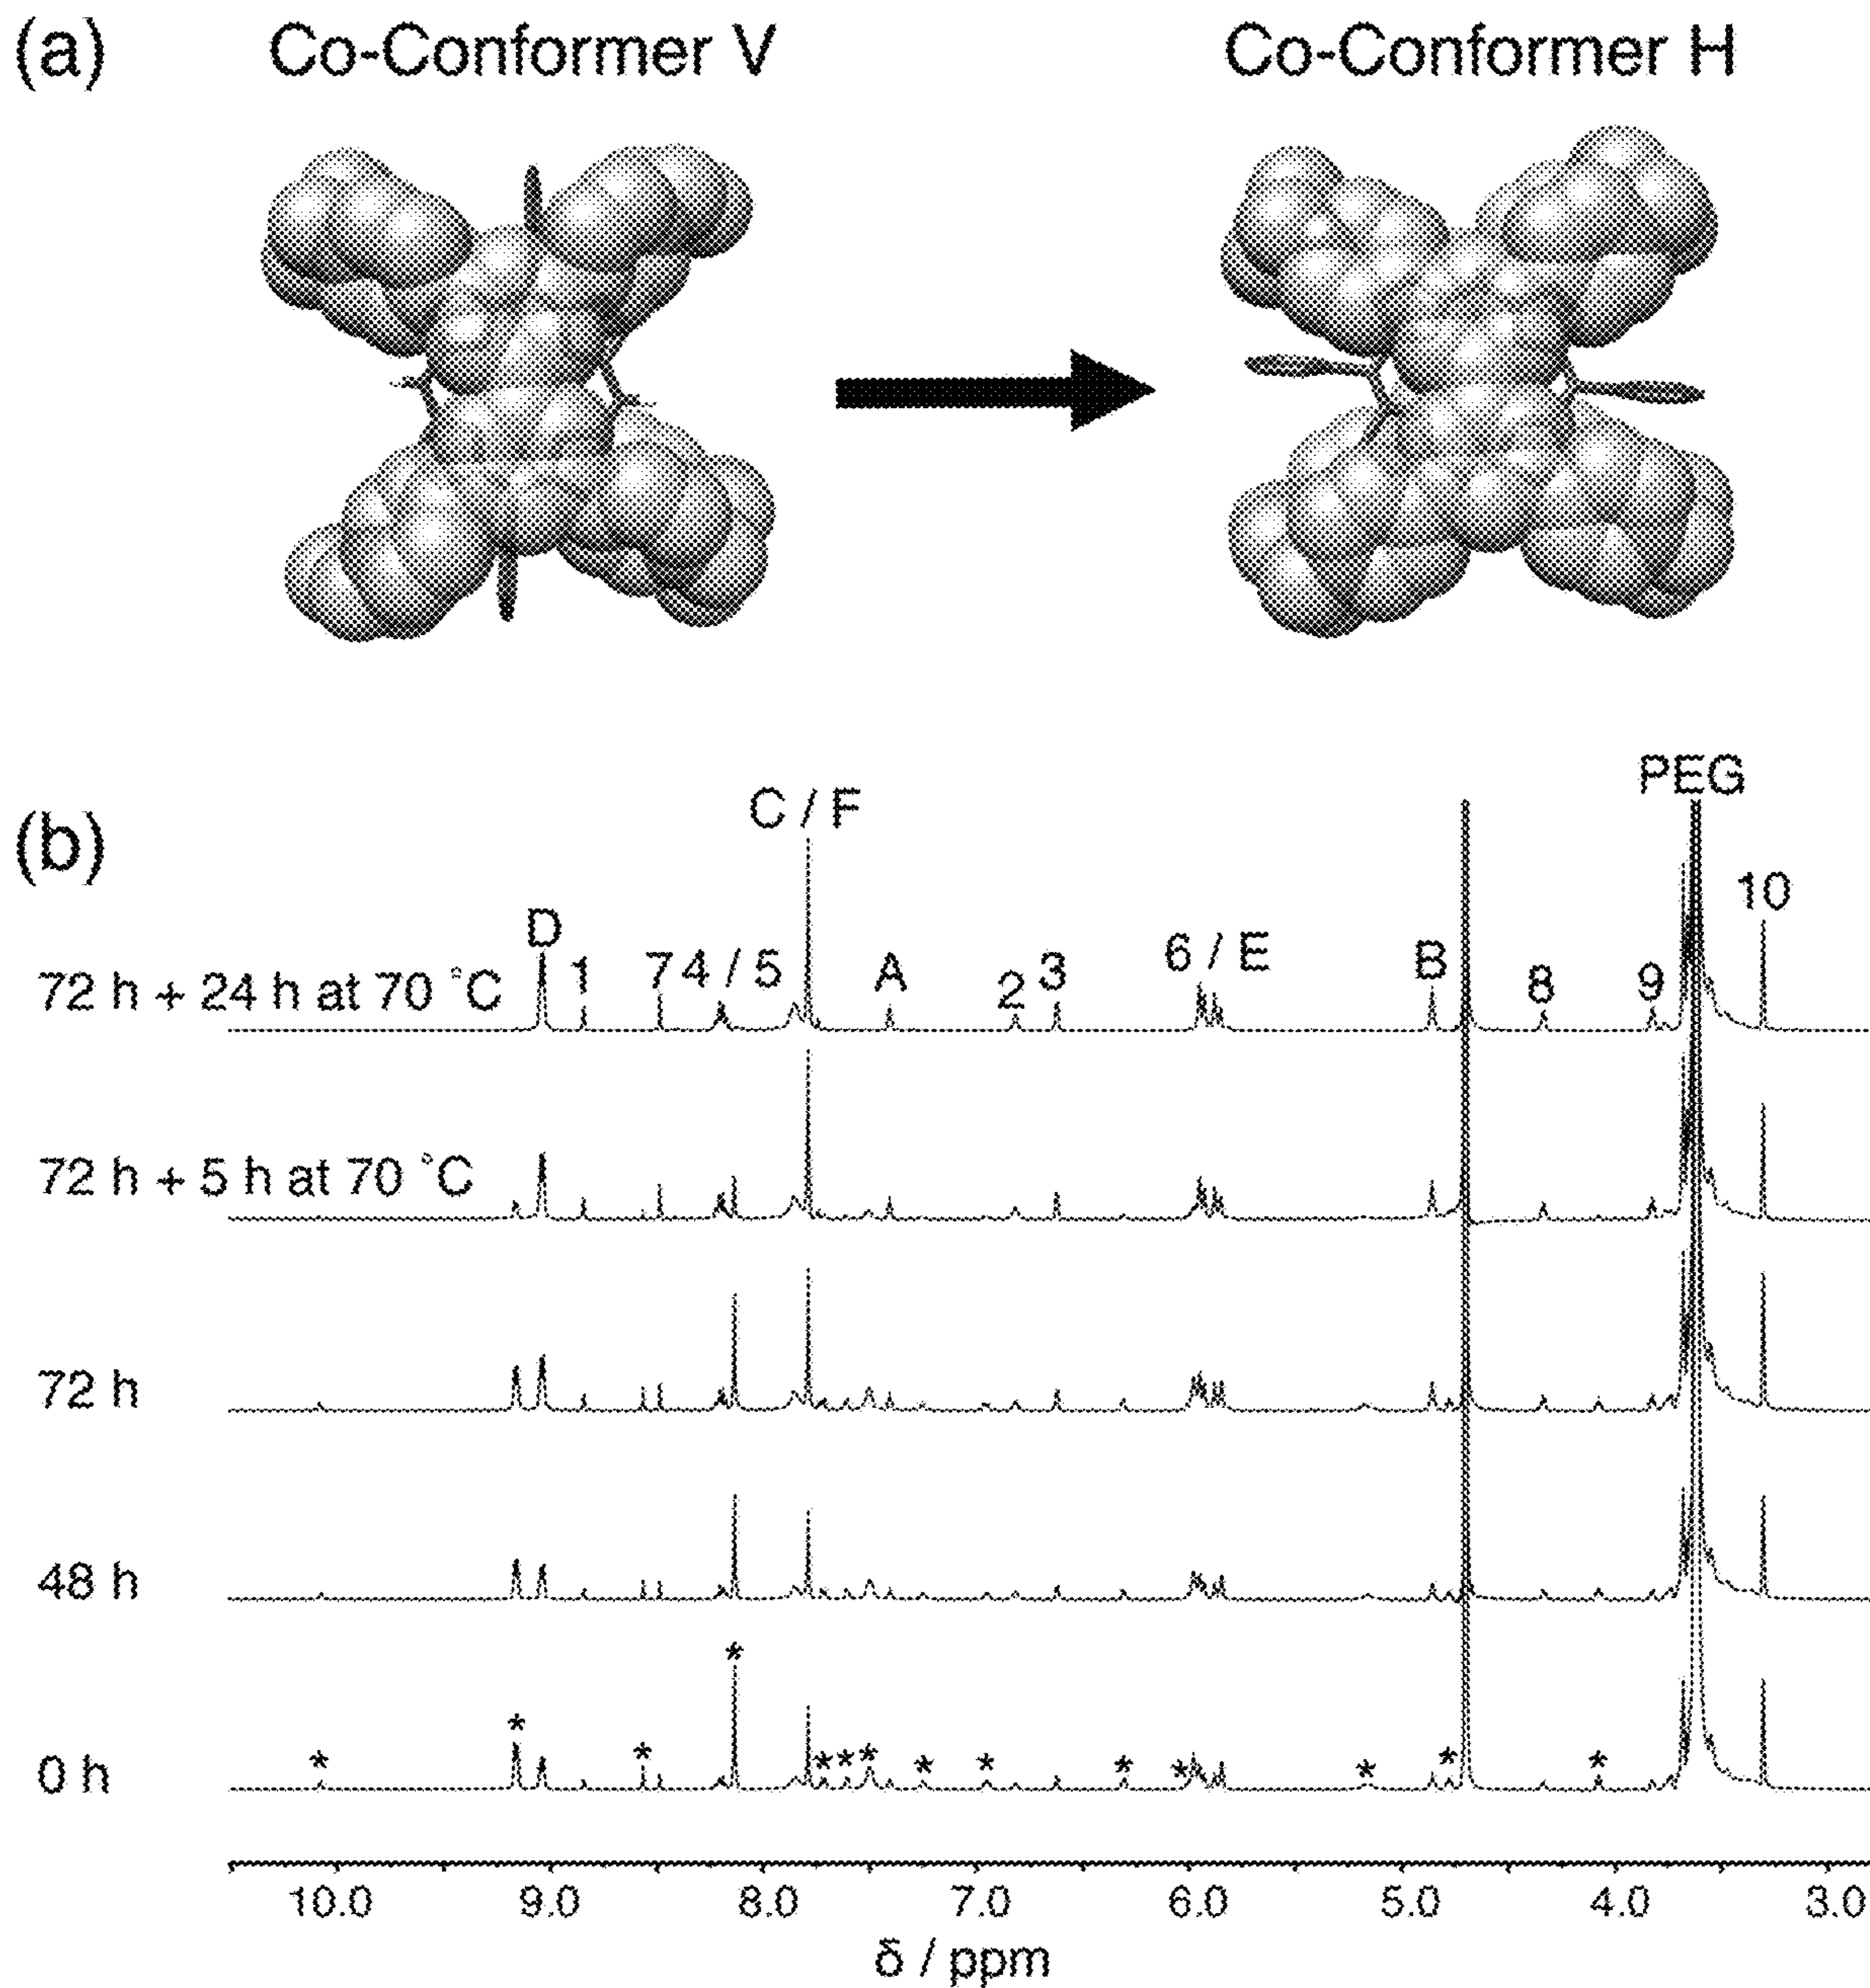 (a) Co-Conformer V Co-Conformer H
(b)
C / F
PEG
D 1 7 4 / 5 A 2 3 6 / E B 8 9 10
72 h + 24 h at 70 °C
72 h + 5 h at 70 °C
72 h
48 h
0 h
* * * * * * * * * * * * * *
10.0 9.0 8.0 7.0 6.0 5.0 4.0 3.0
δ / ppm